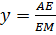 y = AE/EM